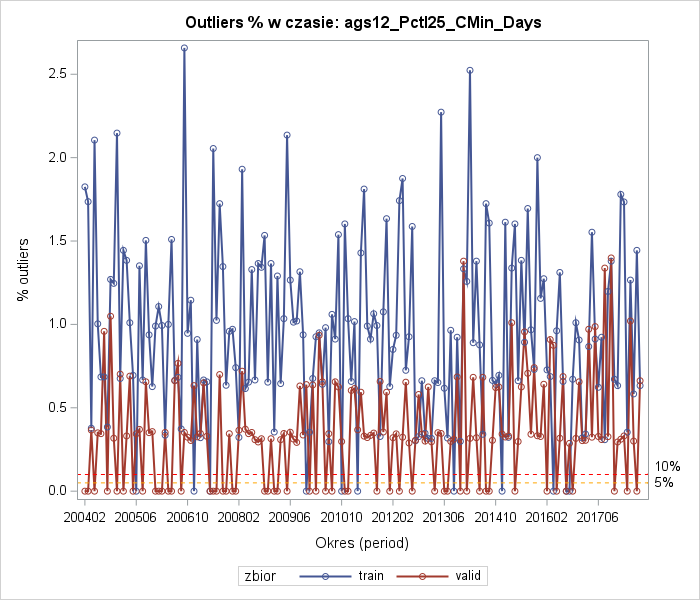 Outliers % w czasie: ags12_Pctl25_CMin_Days
% outliers
2.5
2.0
1.5
1.0
0.5
0.0
10%
5%
200402 200506 200610 200802 200906 201010 201202 201306 201410 201602 201706
Okres (period)
zbior train valid